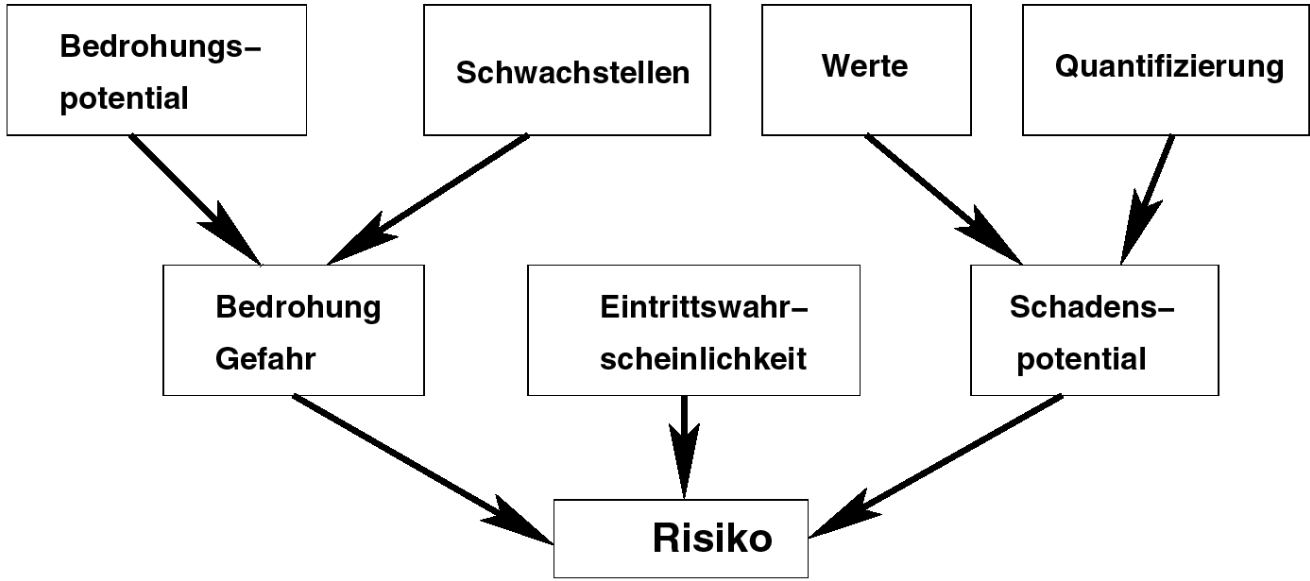 Bedrohungs–
potential
Schwachstellen
Werte
Quantifizierung
Bedrohung
Gefahr
Eintrittswahr–
scheinlichkeit
Schadens–
potential
Risiko